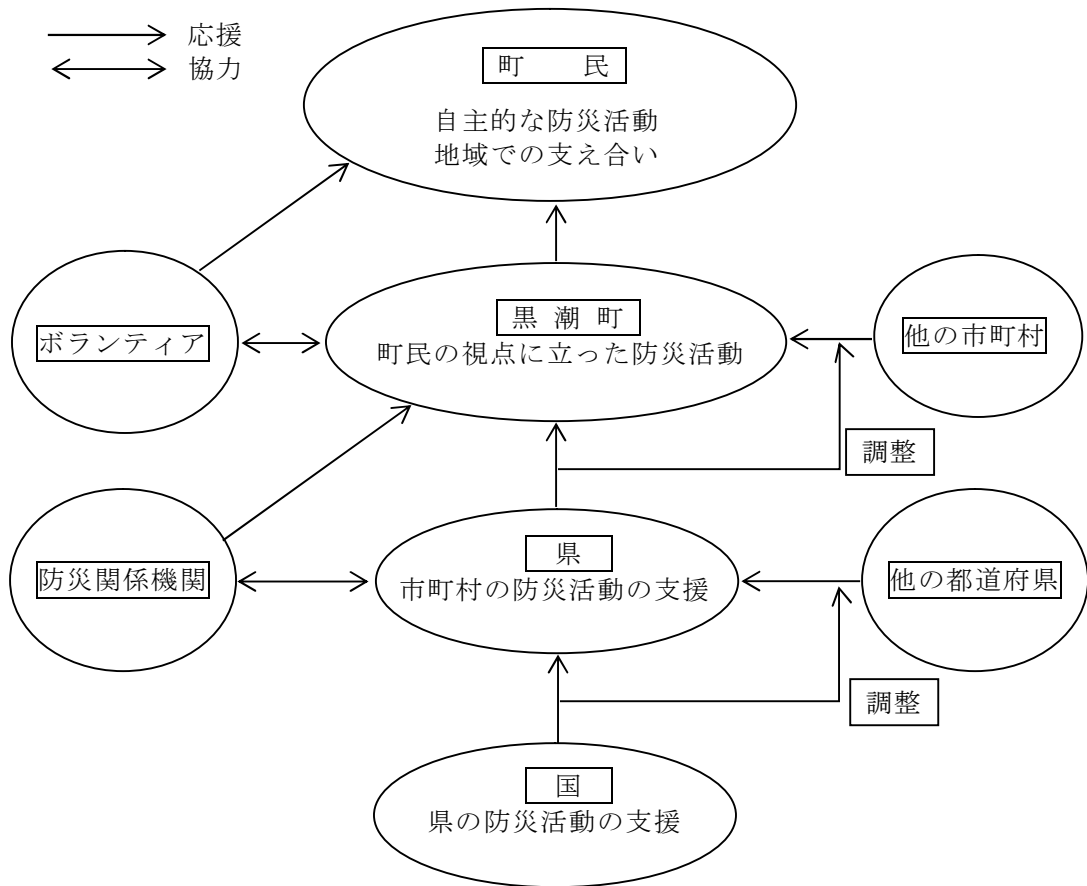 応援
協力
町　　民
自主的な防災活動
地域での支え合い
ボランティア
黒 潮 町
町民の視点に立った防災活動
他の市町村
調整
防災関係機関
県
市町村の防災活動の支援
他の都道府県
調整
国
県の防災活動の支援